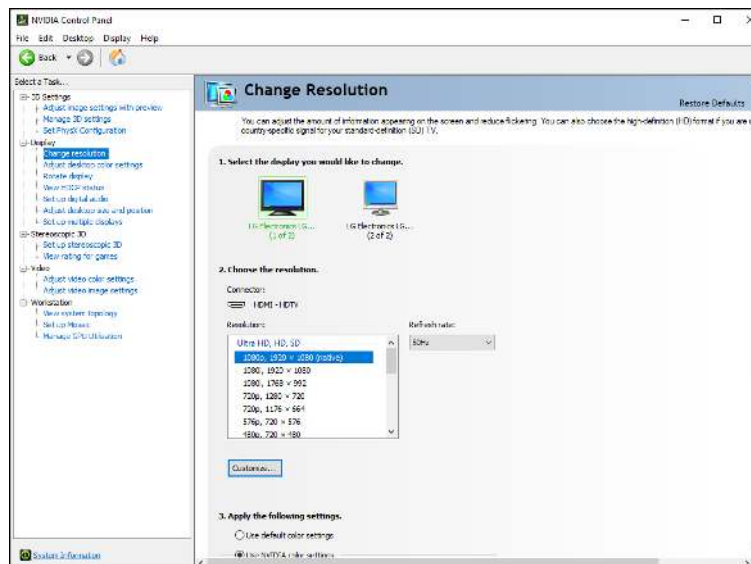 NVIDIA Control Panel
File Edit Desktop Display Help
Back
Select a Task...
3D Settings
Adjust image settings with preview
Manage 3D settings
Set PhysX Configuration
Display
Change resolution
Adjust desktop color settings
Rotate display
View HDCP status
Set up digital audio
Adjust desktop size and position
Set up multiple displays
Stereoscopic 3D
Set up stereoscopic 3D
View rating for games
Video
Adjust video color settings
Adjust video image settings
Workstation
View system topology
Set up Mosaic
Manage GPU Utilization
System Information
Change Resolution
Restore Defaults
You can adjust the amount of information appearing on the screen and reduce flickering. You can also choose the high-definition (HD) format if you are
country-specific signal for your standard-definition (SD) TV.
1. Select the display you would like to change.
LG Electronics LG... LG Electronics LG...
(1 of 2) (2 of 2)
2. Choose the resolution.
Connector:
HDMI - HDTV
Resolution: Refresh rate:
Ultra HD, HD, SD
1080p, 1920 × 1080 (native)
1080i, 1920 × 1080
1080i, 1768 × 992
720p, 1280 × 720
720p, 1176 × 664
576p, 720 × 576
480p, 720 × 480
Customize...
3. Apply the following settings.
Use default color settings
Use NVIDIA color settings